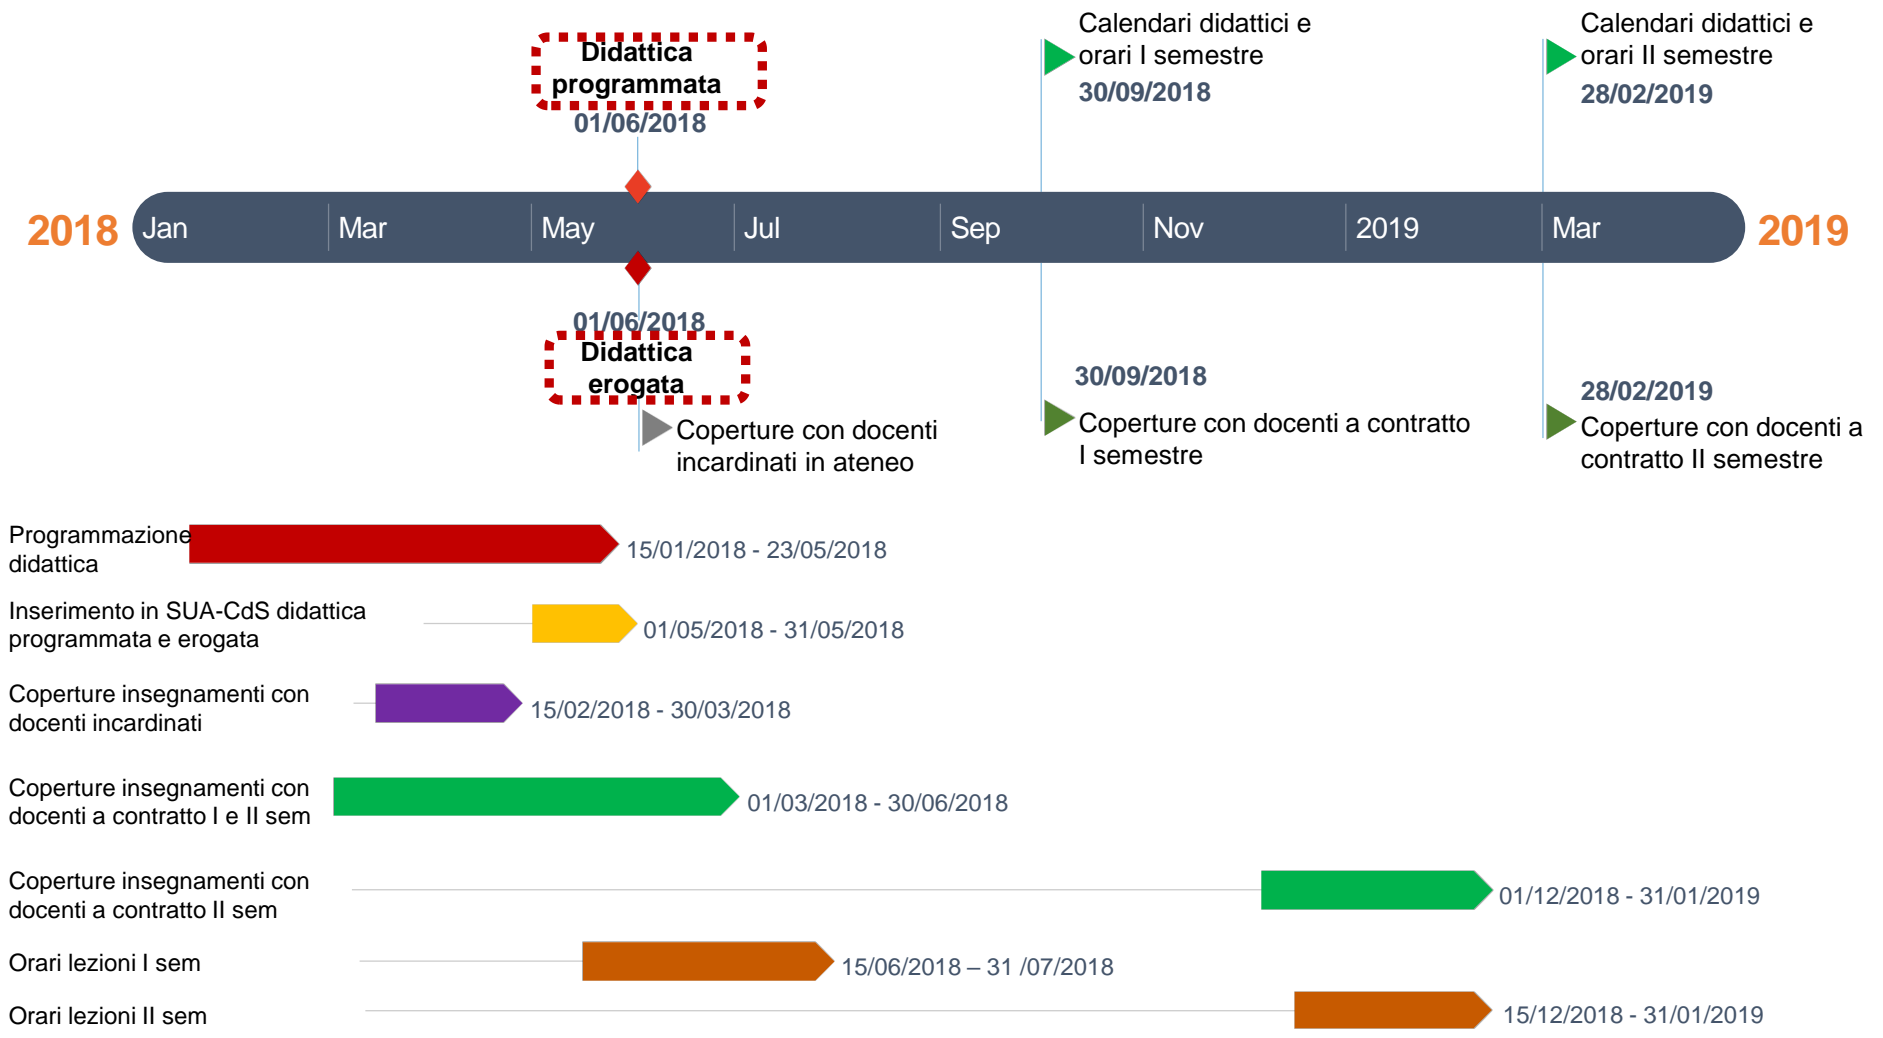 Didattica
programmata
01/06/2018
Calendari didattici e
orari I semestre
30/09/2018
Calendari didattici e
orari II semestre
28/02/2019
2018
Jan
Mar
May
Jul
Sep
Nov
2019
Mar
2019
01/06/2018
Didattica
erogata
Coperture con docenti
incardinati in ateneo
30/09/2018
Coperture con docenti a contratto
I semestre
28/02/2019
Coperture con docenti a
contratto II semestre
Programmazione
didattica
15/01/2018 - 23/05/2018
Inserimento in SUA-CdS didattica
programmata e erogata
01/05/2018 - 31/05/2018
Coperture insegnamenti con
docenti incardinati
15/02/2018 - 30/03/2018
Coperture insegnamenti con
docenti a contratto I e II sem
01/03/2018 - 30/06/2018
Coperture insegnamenti con
docenti a contratto II sem
01/12/2018 - 31/01/2019
Orari lezioni I sem
15/06/2018 – 31 /07/2018
Orari lezioni II sem
15/12/2018 - 31/01/2019